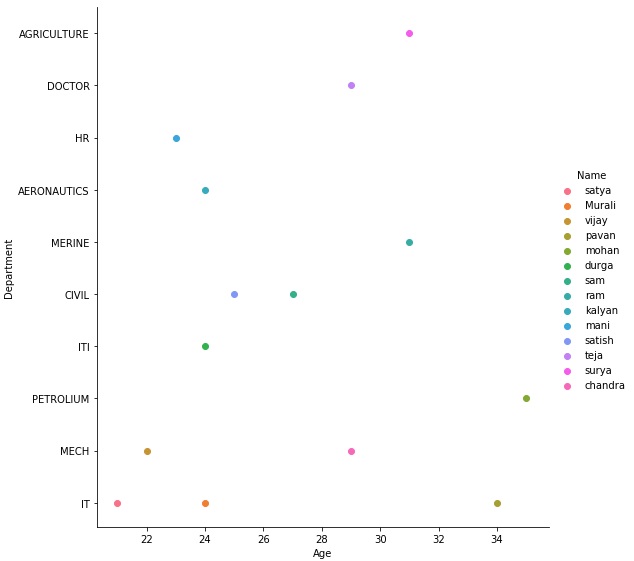 AGRICULTURE
DOCTOR
HR
AERONAUTICS
MERINE
CIVIL
ITI
PETROLIUM
MECH
IT
Department
22 24 26 28 30 32 34
Age
Name
satya
Murali
vijay
pavan
mohan
durga
sam
ram
kalyan
mani
satish
teja
surya
chandra